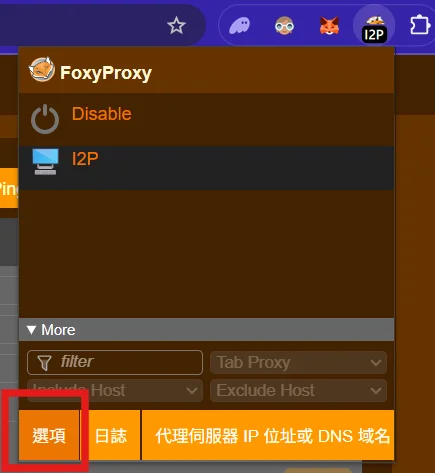 I2P
FoxyProxy
Disable
I2P
Ping
▼ More
filter
Tab Proxy
Include Host
Exclude Host
選項
日誌
代理伺服器 IP 位址或 DNS 域名